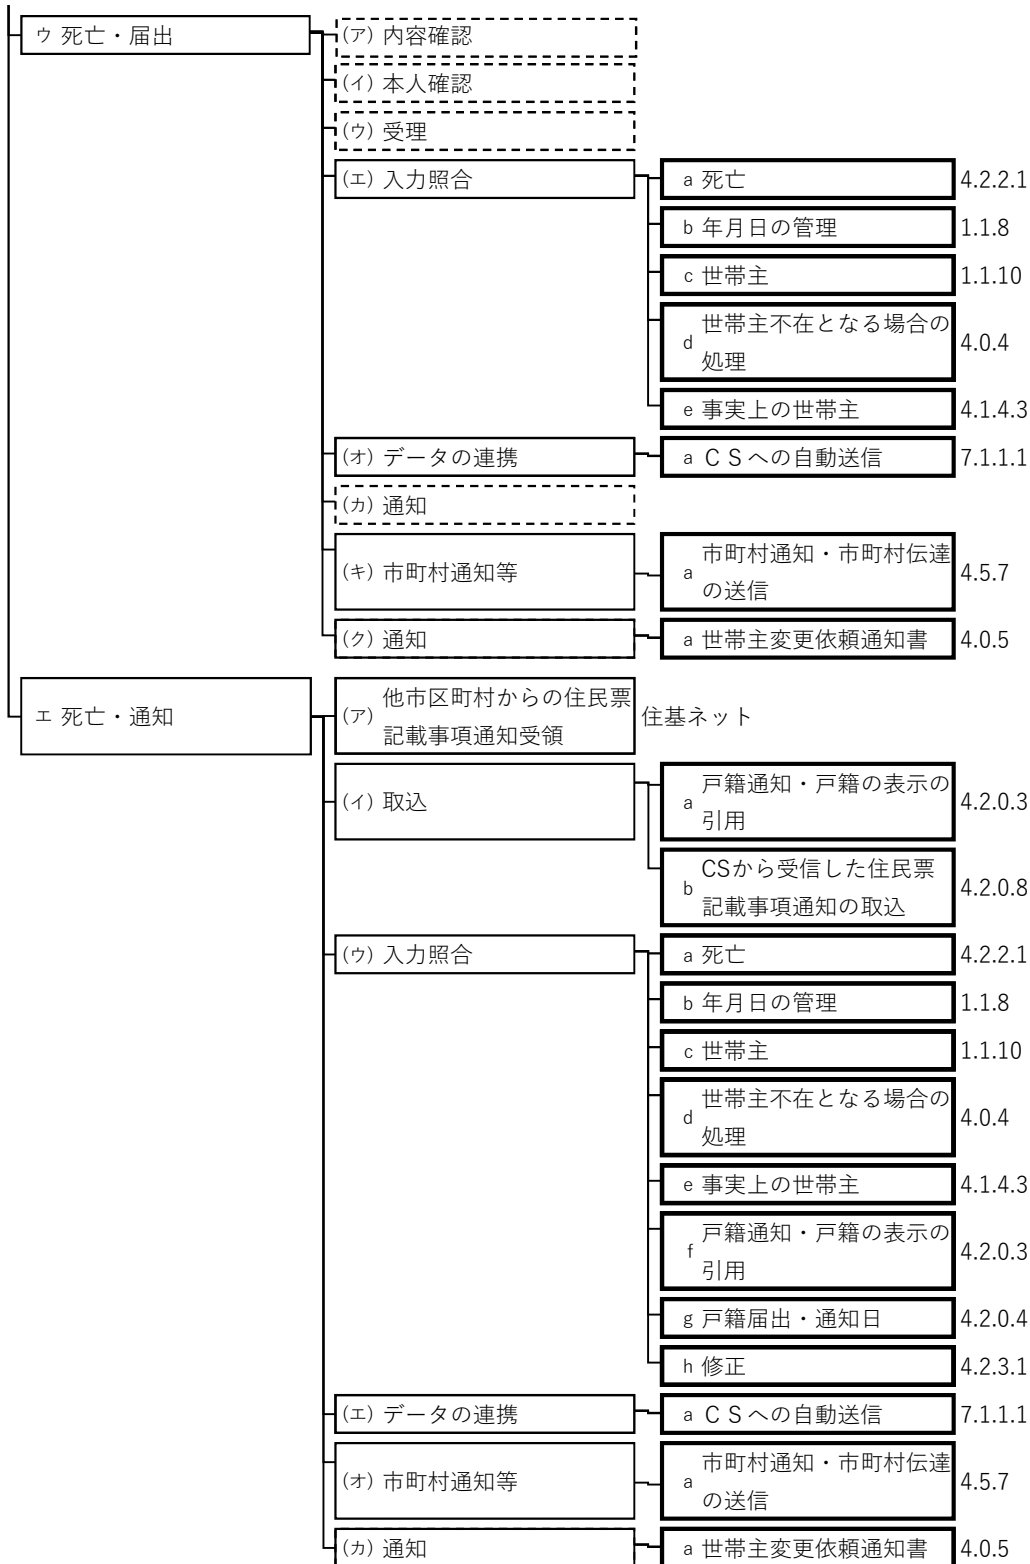 ウ 死亡・届出
(ア) 内容確認
(イ) 本人確認
(ウ) 受理
(エ) 入力照合
a 死亡 4.2.2.1
b 年月日の管理 1.1.8
c 世帯主 1.1.10
d 世帯主不在となる場合の
処理 4.0.4
e 事実上の世帯主 4.1.4.3
(オ) データの連携
a ＣＳへの自動送信 7.1.1.1
(カ) 通知
(キ) 市町村通知等
a 市町村通知・市町村伝達
の送信 4.5.7
(ク) 通知
a 世帯主変更依頼通知書 4.0.5
エ 死亡・通知
(ア) 他市区町村からの住民票
記載事項通知受領 住基ネット
(イ) 取込
a 戸籍通知・戸籍の表示の
引用 4.2.0.3
b CSから受信した住民票
記載事項通知の取込 4.2.0.8
(ウ) 入力照合
a 死亡 4.2.2.1
b 年月日の管理 1.1.8
c 世帯主 1.1.10
d 世帯主不在となる場合の
処理 4.0.4
e 事実上の世帯主 4.1.4.3
f 戸籍通知・戸籍の表示の
引用 4.2.0.3
g 戸籍届出・通知日 4.2.0.4
h 修正 4.2.3.1
(エ) データの連携
a ＣＳへの自動送信 7.1.1.1
(オ) 市町村通知等
a 市町村通知・市町村伝達
の送信 4.5.7
(カ) 通知
a 世帯主変更依頼通知書 4.0.5